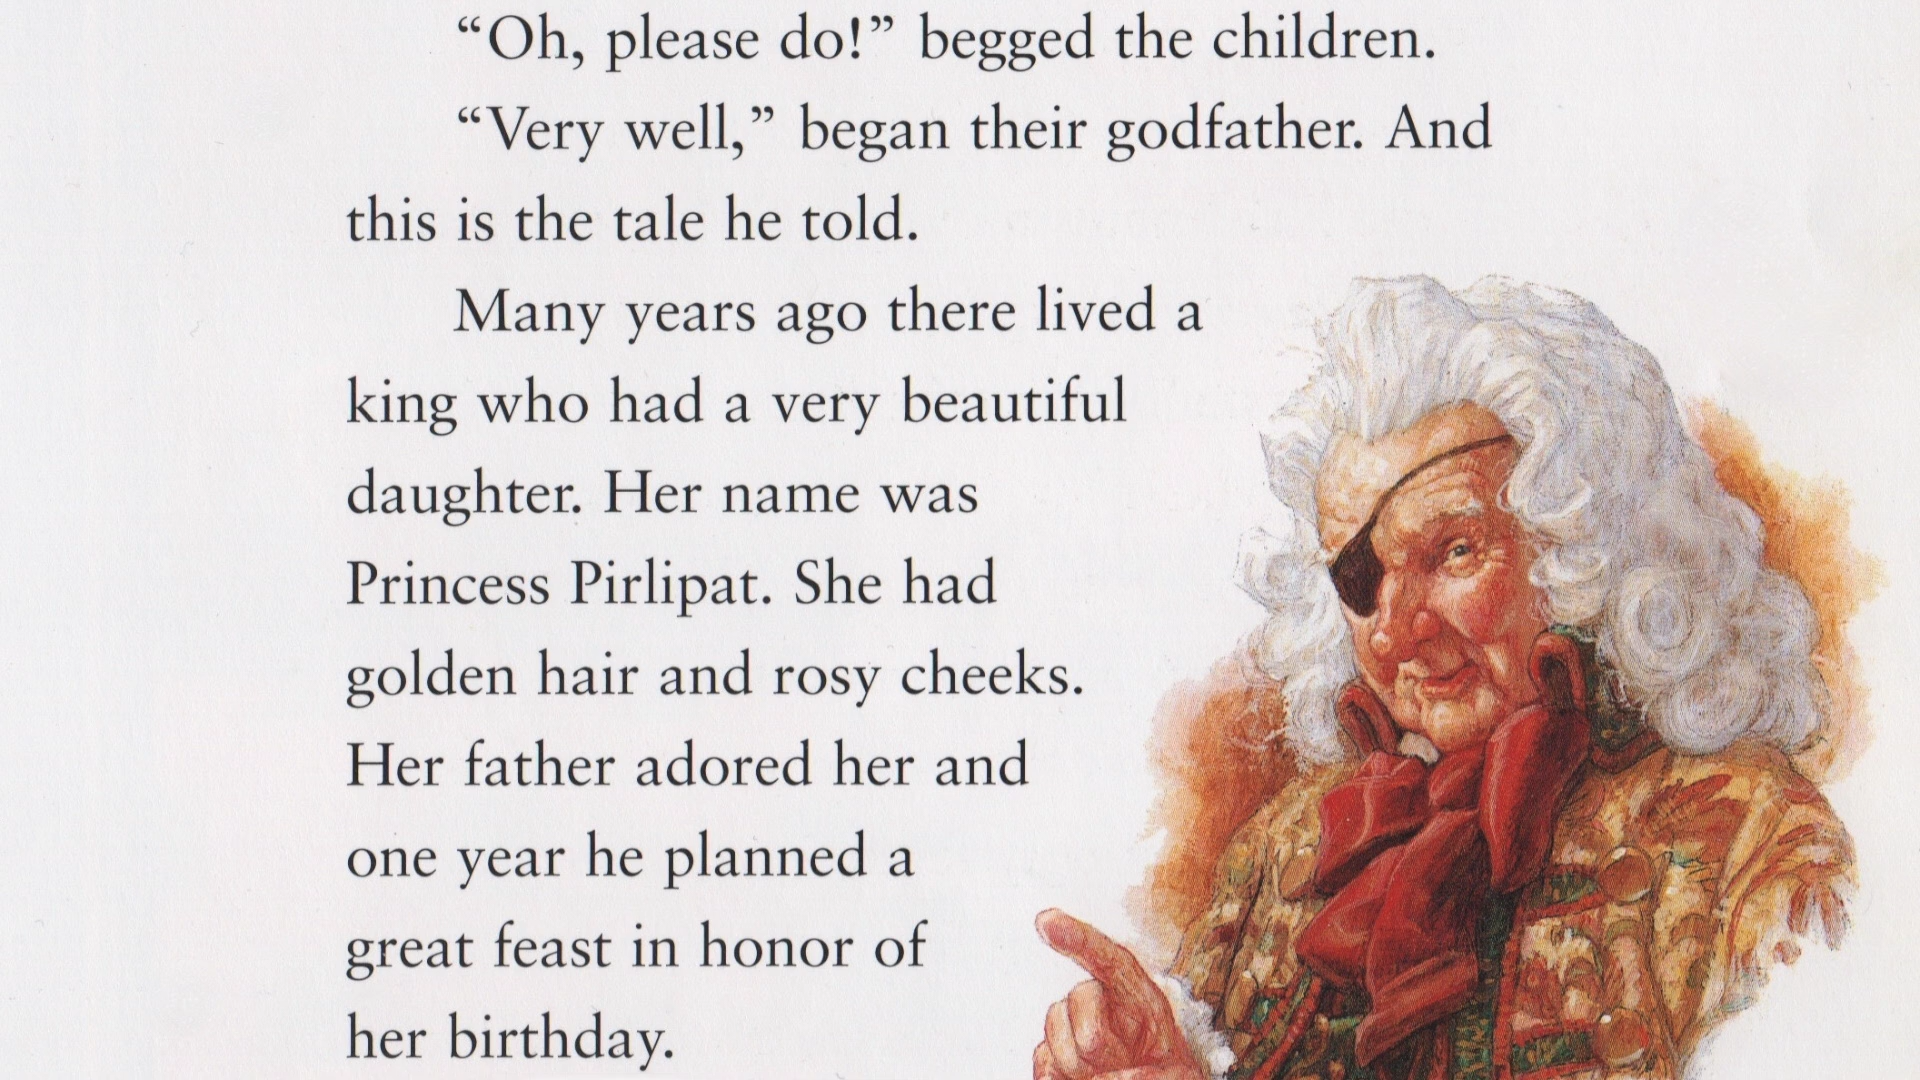 “Oh, please do!” begged the children.
“Very well,” began their godfather. And
this is the tale he told.
Many years ago there lived a
king who had a very beautiful
daughter. Her name was
Princess Pirlipat. She had
golden hair and rosy cheeks.
Her father adored her and
one year he planned a
great feast in honor of
her birthday.